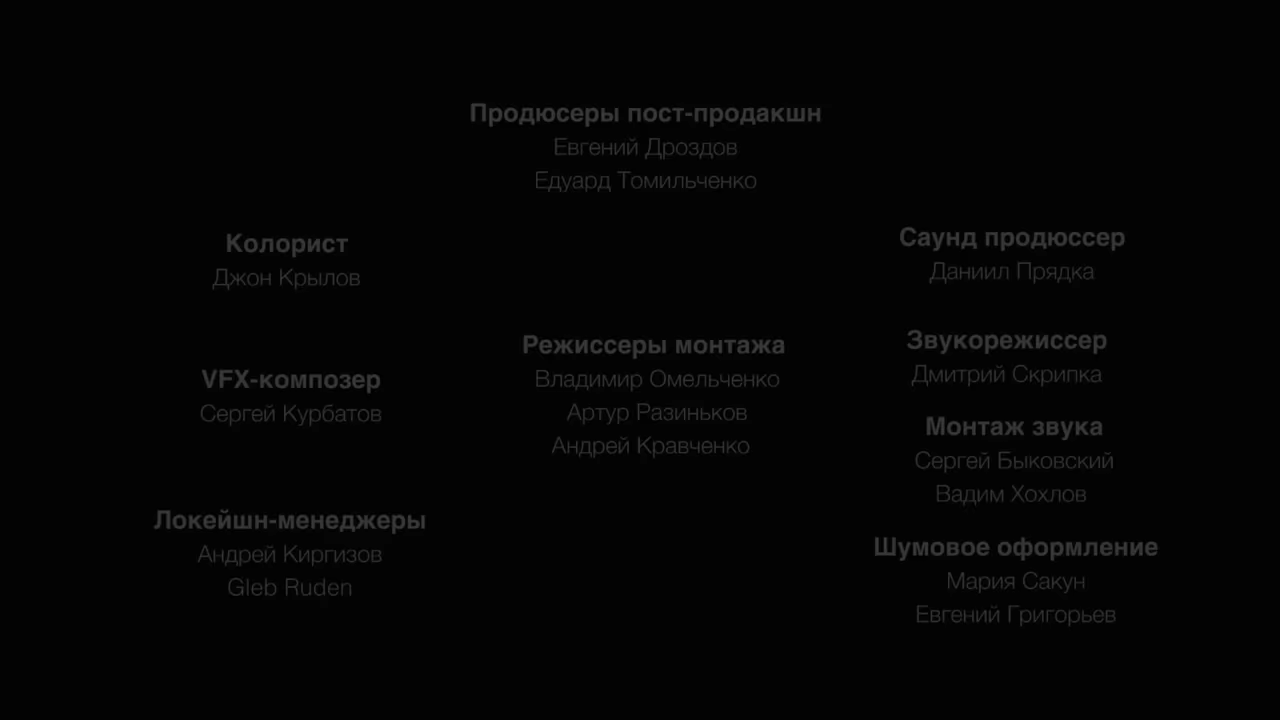 Продюсеры пост-продакшн
Евгений Дроздов
Едуард Томильченко
Колорист
Джон Крылов
VFX-композер
Сергей Курбатов
Локейшн-менеджеры
Андрей Киргизов
Gleb Ruden
Режиссеры монтажа
Владимир Омельченко
Артур Разиньков
Андрей Кравченко
Саунд продюссер
Даниил Прядка
Звукорежиссер
Дмитрий Скрипка
Монтаж звука
Сергей Быковский
Вадим Хохлов
Шумовое оформление
Мария Сакун
Евгений Григорьев